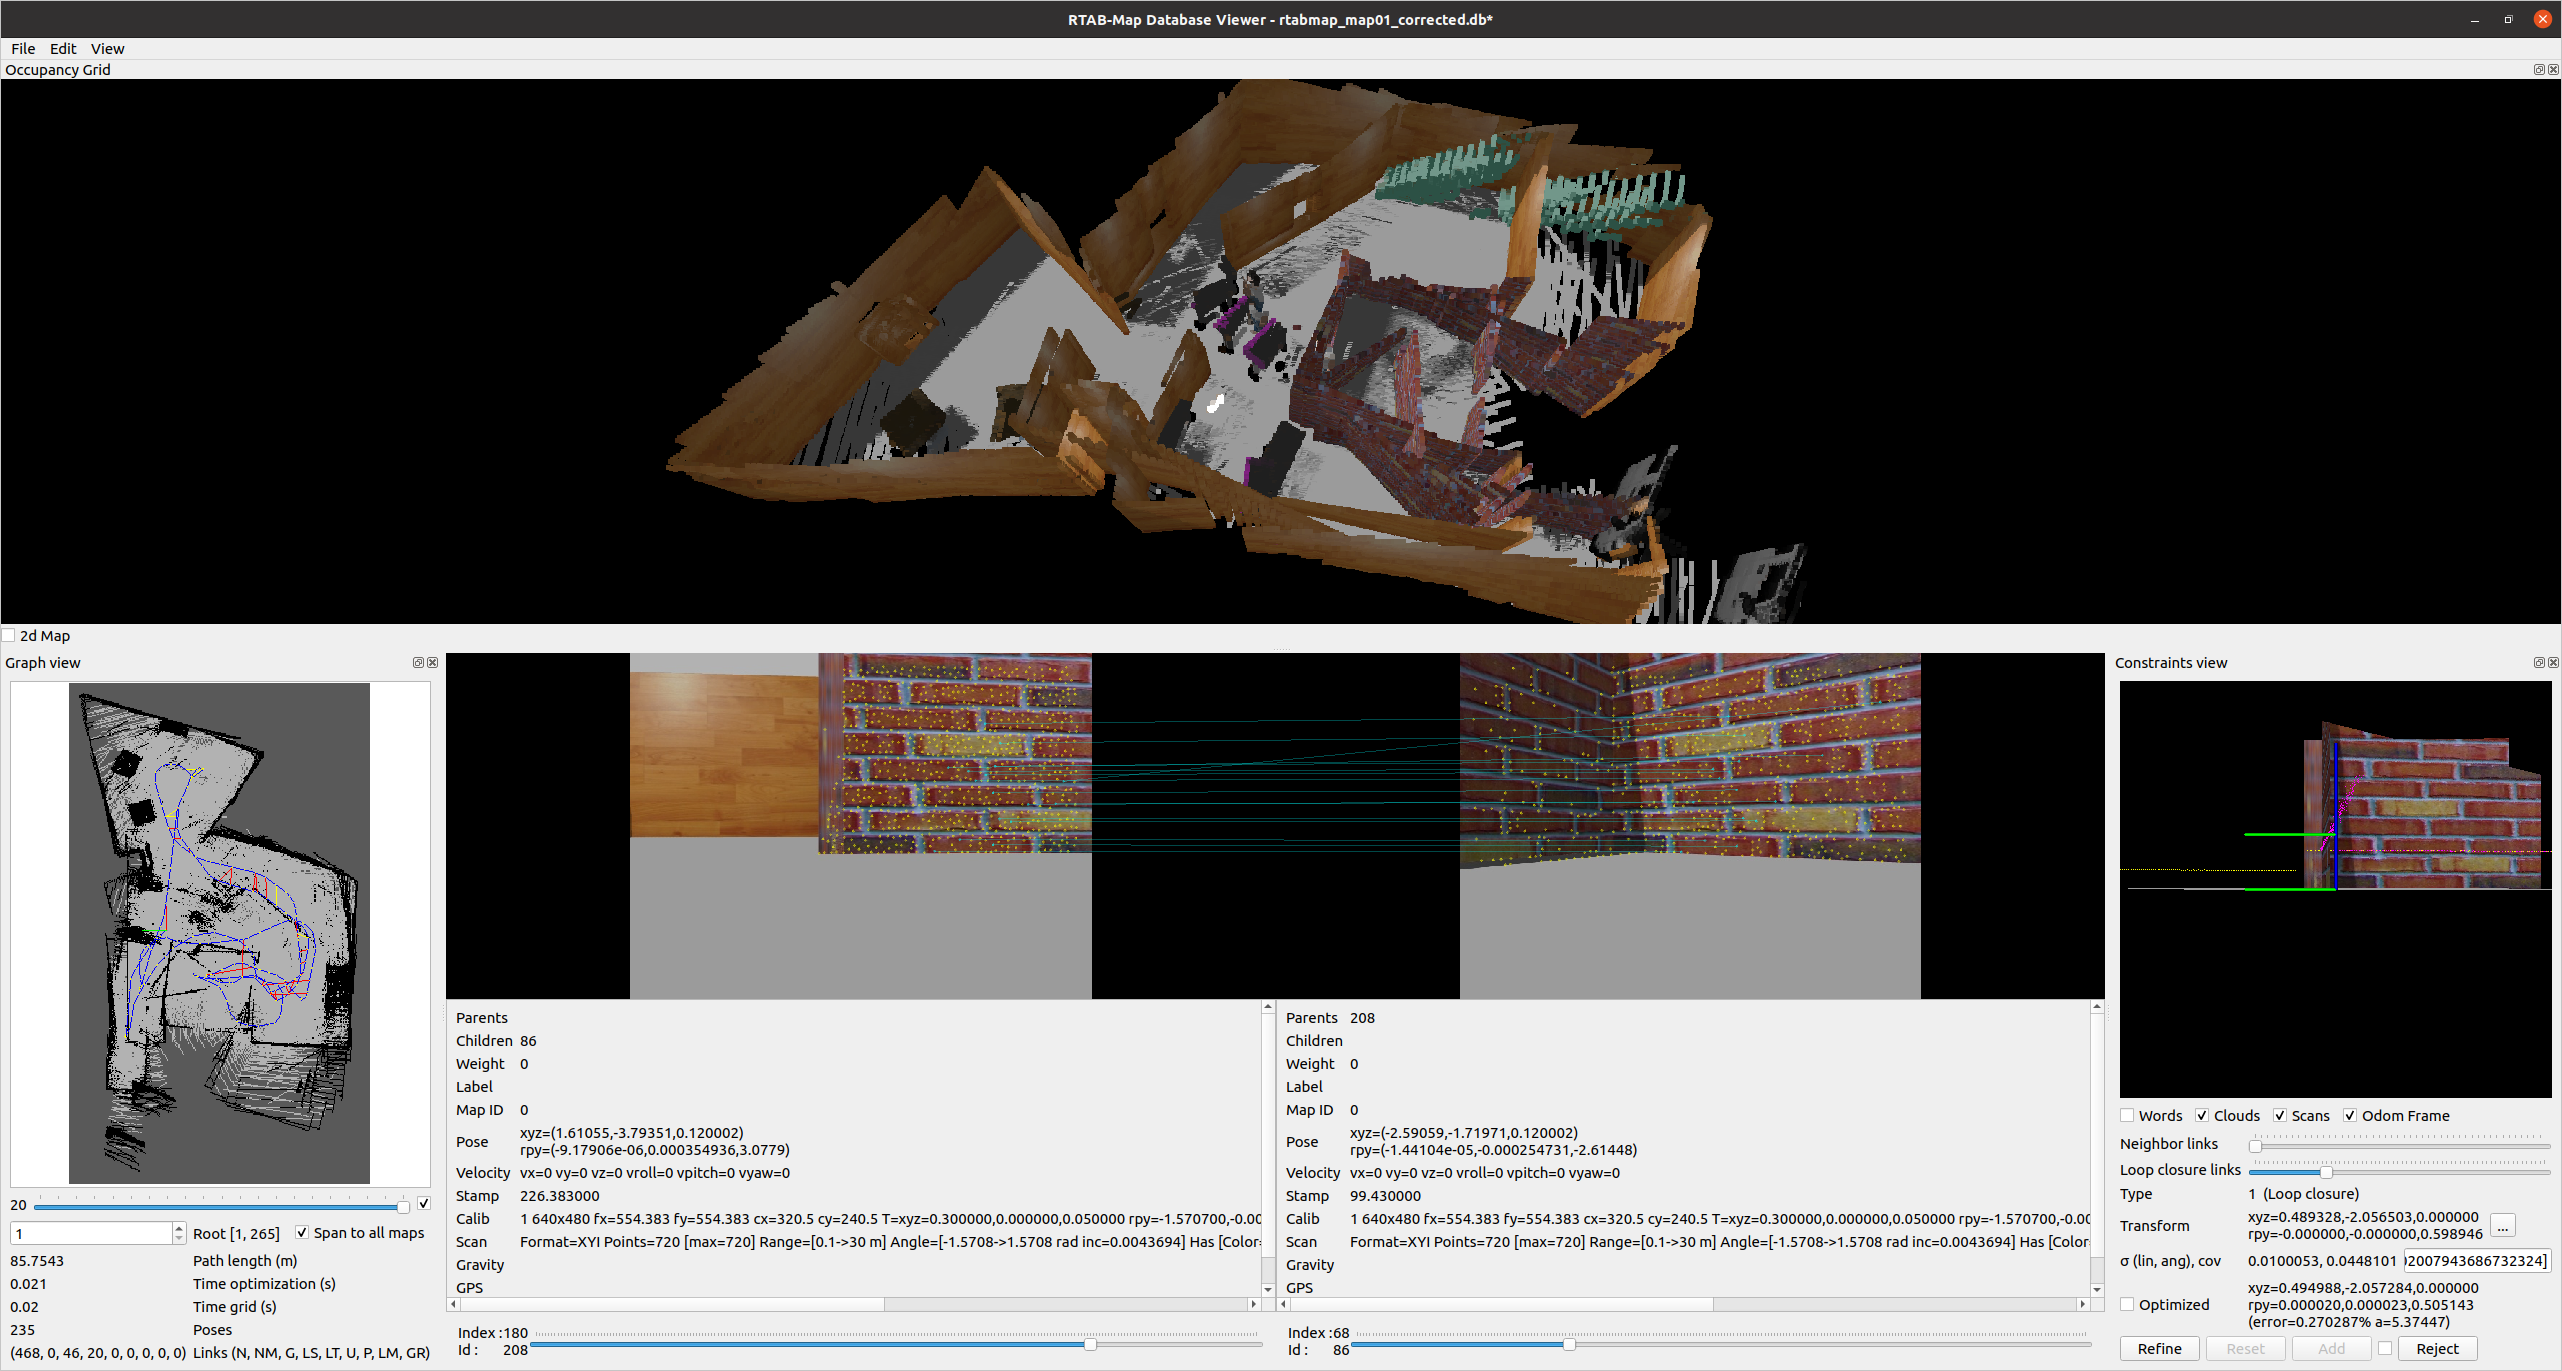 RTAB-Map Database Viewer - rtabmap_map01_corrected.db*
File Edit View
Occupancy Grid
2d Map
Graph view
20
1
Root [1, 265]
Span to all maps
85.7543 Path length (m)
0.021 Time optimization (s)
0.02 Time grid (s)
235 Poses
(468, 0, 46, 20, 0, 0, 0, 0, 0) Links (N, NM, G, LS, LT, U, P, LM, GR)
Parents
Children 86
Weight 0
Label
Map ID 0
Pose xyz=(1.61055,-3.79351,0.120002)
rpy=(-9.17906e-06,0.000354936,3.0779)
Velocity vx=0 vy=0 vz=0 vroll=0 vpitch=0 vyaw=0
Stamp 226.383000
Calib 1 640x480 fx=554.383 fy=554.383 cx=320.5 cy=240.5 T=xyz=0.300000,0.000000,0.050000 rpy=-1.570700,-0.00
Scan Format=XYI Points=720 [max=720] Range=[0.1->30 m] Angle=[-1.5708->1.5708 rad inc=0.0043694] Has [Color=
Gravity
GPS
Index : 180
Id : 208
Parents 208
Children
Weight 0
Label
Map ID 0
Pose xyz=(-2.59059,-1.71971,0.120002)
rpy=(-1.44104e-05,-0.000254731,-2.61448)
Velocity vx=0 vy=0 vz=0 vroll=0 vpitch=0 vyaw=0
Stamp 99.430000
Calib 1 640x480 fx=554.383 fy=554.383 cx=320.5 cy=240.5 T=xyz=0.300000,0.000000,0.050000 rpy=-1.570700,-0.00
Scan Format=XYI Points=720 [max=720] Range=[0.1->30 m] Angle=[-1.5708->1.5708 rad inc=0.0043694] Has [Color
Gravity
GPS
Index : 68
Id : 86
Constraints view
Words Clouds Scans Odom Frame
Neighbor links
Loop closure links
Type 1 (Loop closure)
Transform xyz=0.489328,-2.056503,0.000000
rpy=-0.000000,-0.000000,0.598946
...
σ (lin, ang), cov 0.0100053, 0.0448101 02007943686732324]
Optimized xyz=0.494988,-2.057284,0.000000
rpy=0.000020,0.000023,0.505143
(error=0.270287% a=5.37447)
Refine Reset Add Reject